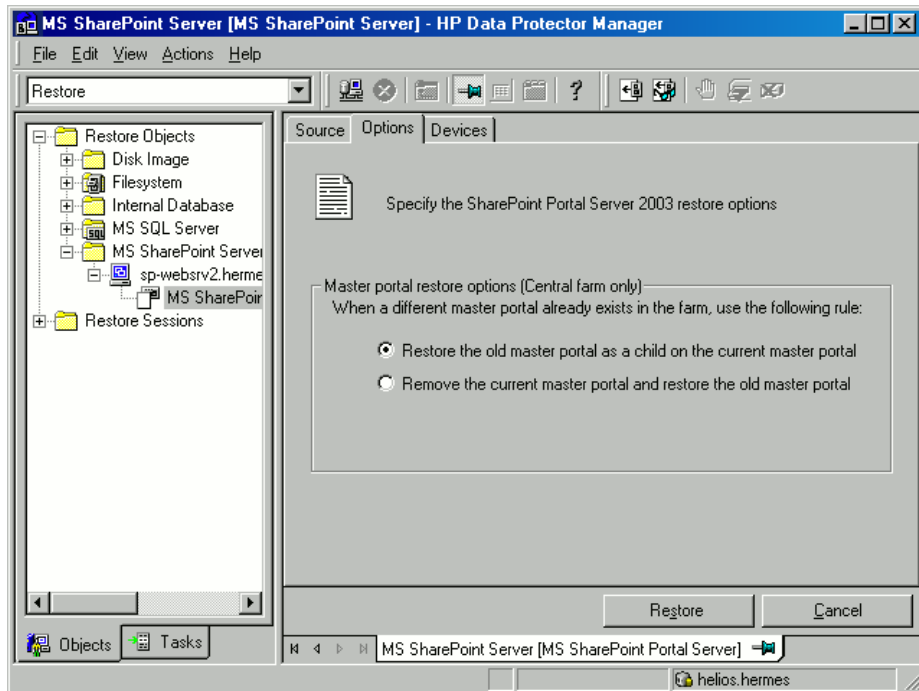 MS SharePoint Server [MS SharePoint Server] - HP Data Protector Manager
File Edit View Actions Help
Restore
Restore Objects
Disk Image
Filesystem
Internal Database
MS SQL Server
MS SharePoint Server
sp-websrv2.herme
MS SharePoin
Restore Sessions
Objects
Tasks
Source Options Devices
Specify the SharePoint Portal Server 2003 restore options
Master portal restore options (Central farm only)
When a different master portal already exists in the farm, use the following rule:
Restore the old master portal as a child on the current master portal
Remove the current master portal and restore the old master portal
Restore Cancel
MS SharePoint Server [MS SharePoint Portal Server]
helios.hermes